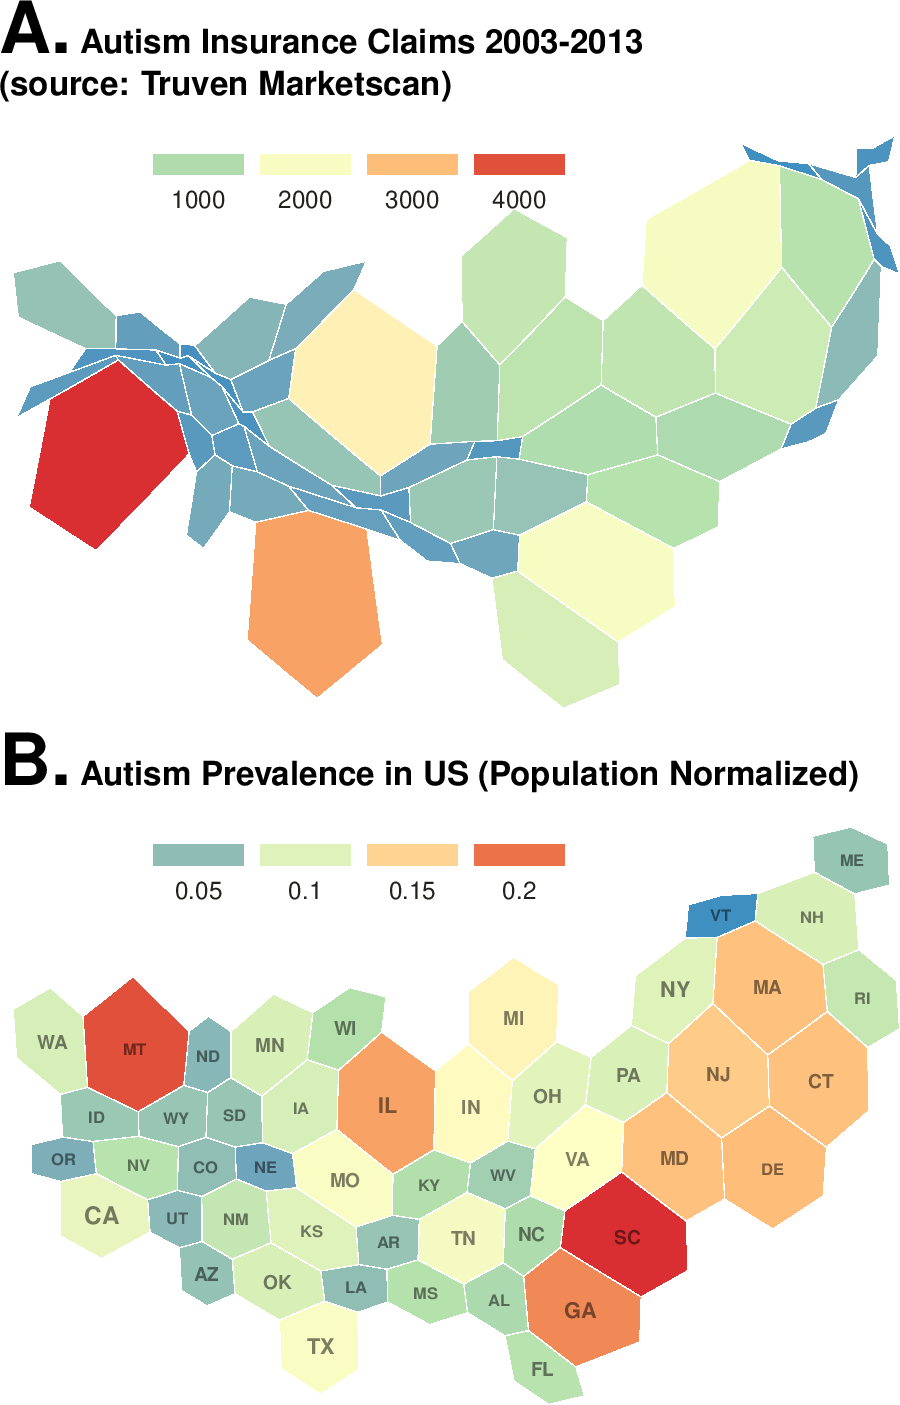 A. Autism Insurance Claims 2003-2013
(source: Truven Marketscan)
1000 2000 3000 4000
B. Autism Prevalence in US (Population Normalized)
0.05 0.1 0.15 0.2
ME
VT NH
NY MA RI
WA MT ND MN WI MI
NJ CT
PA
ID WY SD IA IL IN OH
OR NV CO NE MO KY WV VA MD DE
CA UT NM KS AR TN NC SC
AZ OK LA MS AL GA
TX FL